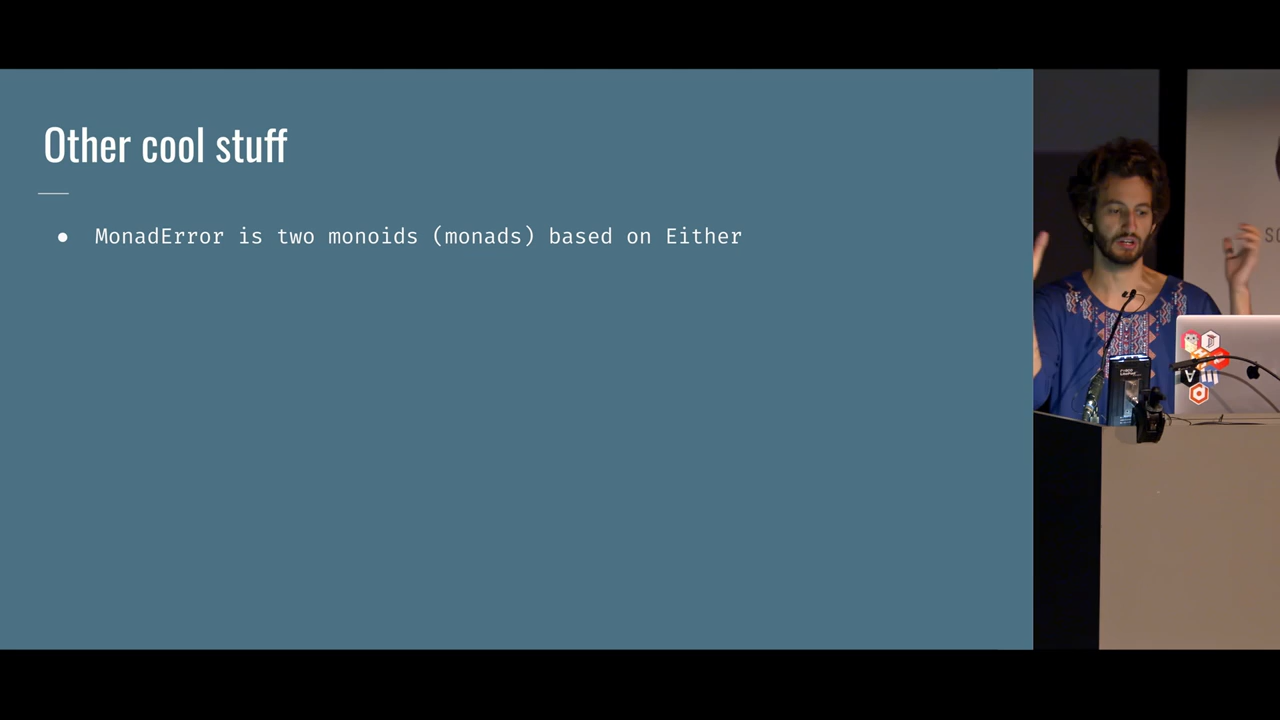 Other cool stuff
● MonadError is two monoids (monads) based on Either